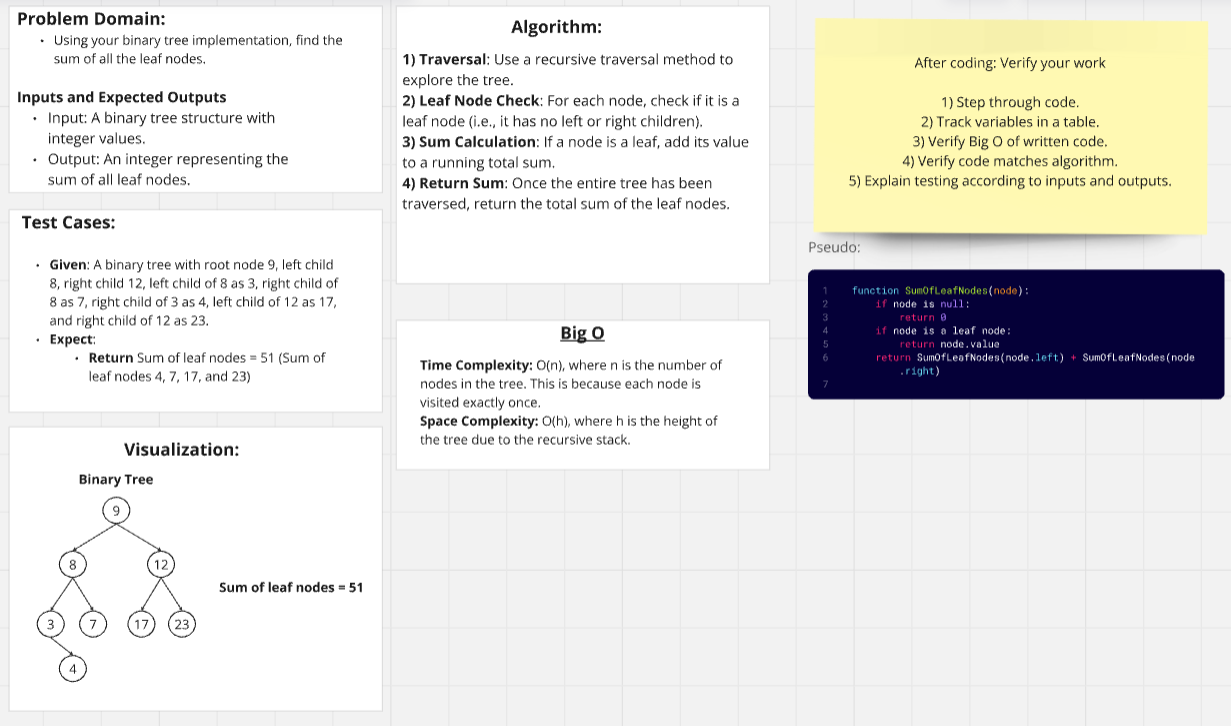 Problem Domain:
• Using your binary tree implementation, find the
sum of all the leaf nodes.
Inputs and Expected Outputs
• Input: A binary tree structure with
integer values.
• Output: An integer representing the
sum of all leaf nodes.
Test Cases:
• Given: A binary tree with root node 9, left child
8, right child 12, left child of 8 as 3, right child of
8 as 7, right child of 3 as 4, left child of 12 as 17,
and right child of 12 as 23.
• Expect:
• Return Sum of leaf nodes = 51 (Sum of
leaf nodes 4, 7, 17, and 23)
Visualization:
Binary Tree
9
8 12
Sum of leaf nodes = 51
3 7 17 23
4
Algorithm:
1) Traversal: Use a recursive traversal method to
explore the tree.
2) Leaf Node Check: For each node, check if it is a
leaf node (i.e., it has no left or right children).
3) Sum Calculation: If a node is a leaf, add its value
to a running total sum.
4) Return Sum: Once the entire tree has been
traversed, return the total sum of the leaf nodes.
Big O
Time Complexity: O(n), where n is the number of
nodes in the tree. This is because each node is
visited exactly once.
Space Complexity: O(h), where h is the height of
the tree due to the recursive stack.
After coding: Verify your work
1) Step through code.
2) Track variables in a table.
3) Verify Big O of written code.
4) Verify code matches algorithm.
5) Explain testing according to inputs and outputs.
Pseudo:
1 function SumOfLeafNodes(node):
2 if node is null:
3 return 0
4 if node is a leaf node:
5 return node.value
6 return SumOfLeafNodes(node.left) + SumOfLeafNodes(node
.right)
7